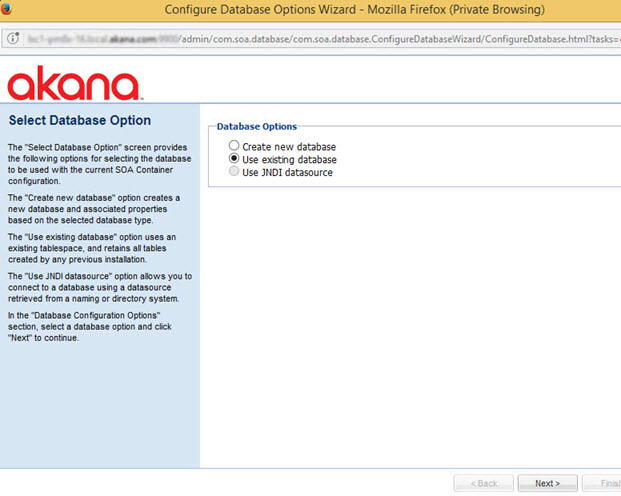 Configure Database Options Wizard - Mozilla Firefox (Private Browsing)
akana.com /admin/com.soa.database/com.soa.database.ConfigureDatabaseWizard/ConfigureDatabase.html?tasks=
akana
Select Database Option
The "Select Database Option" screen provides
the following options for selecting the database
to be used with the current SOA Container
configuration.
The "Create new database" option creates a
new database and associated properties
based on the selected database type.
The "Use existing database" option uses an
existing tablespace, and retains all tables
created by any previous installation.
The "Use JNDI datasource" option allows you to
connect to a database using a datasource
retrieved from a naming or directory system.
In the "Database Configuration Options"
section, select a database option and click
"Next" to continue.
Database Options
Create new database
Use existing database
Use JNDI datasource
< Back
Next >